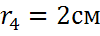 r₄ = 2см